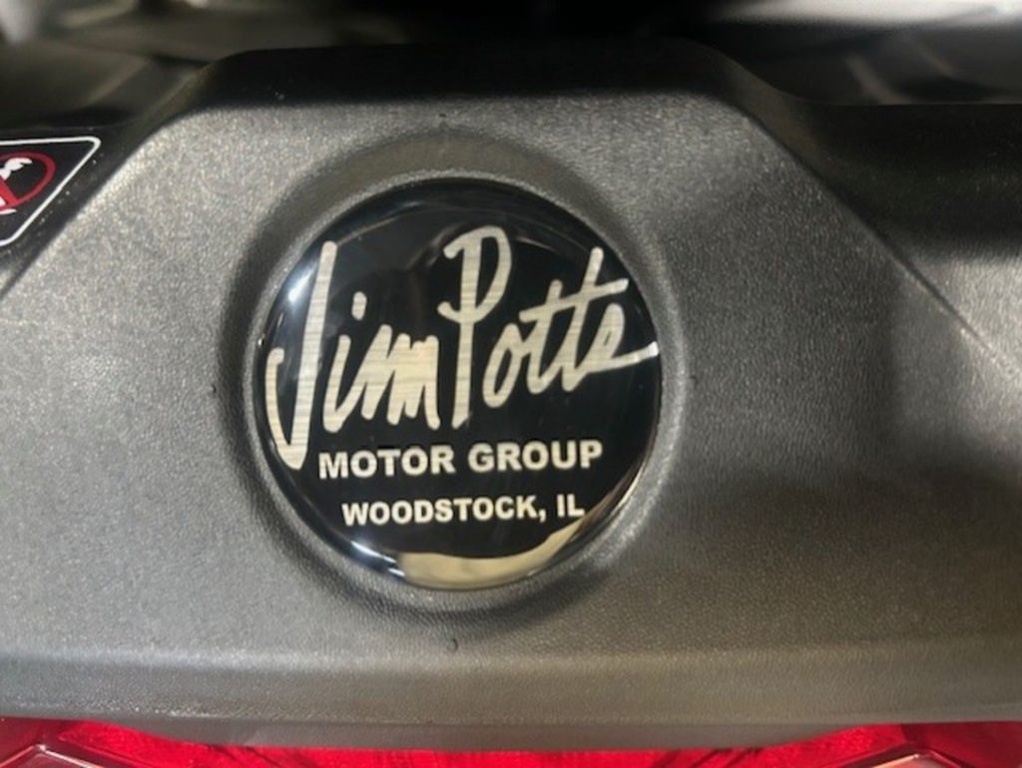 Jim Potts
MOTOR GROUP
WOODSTOCK, IL